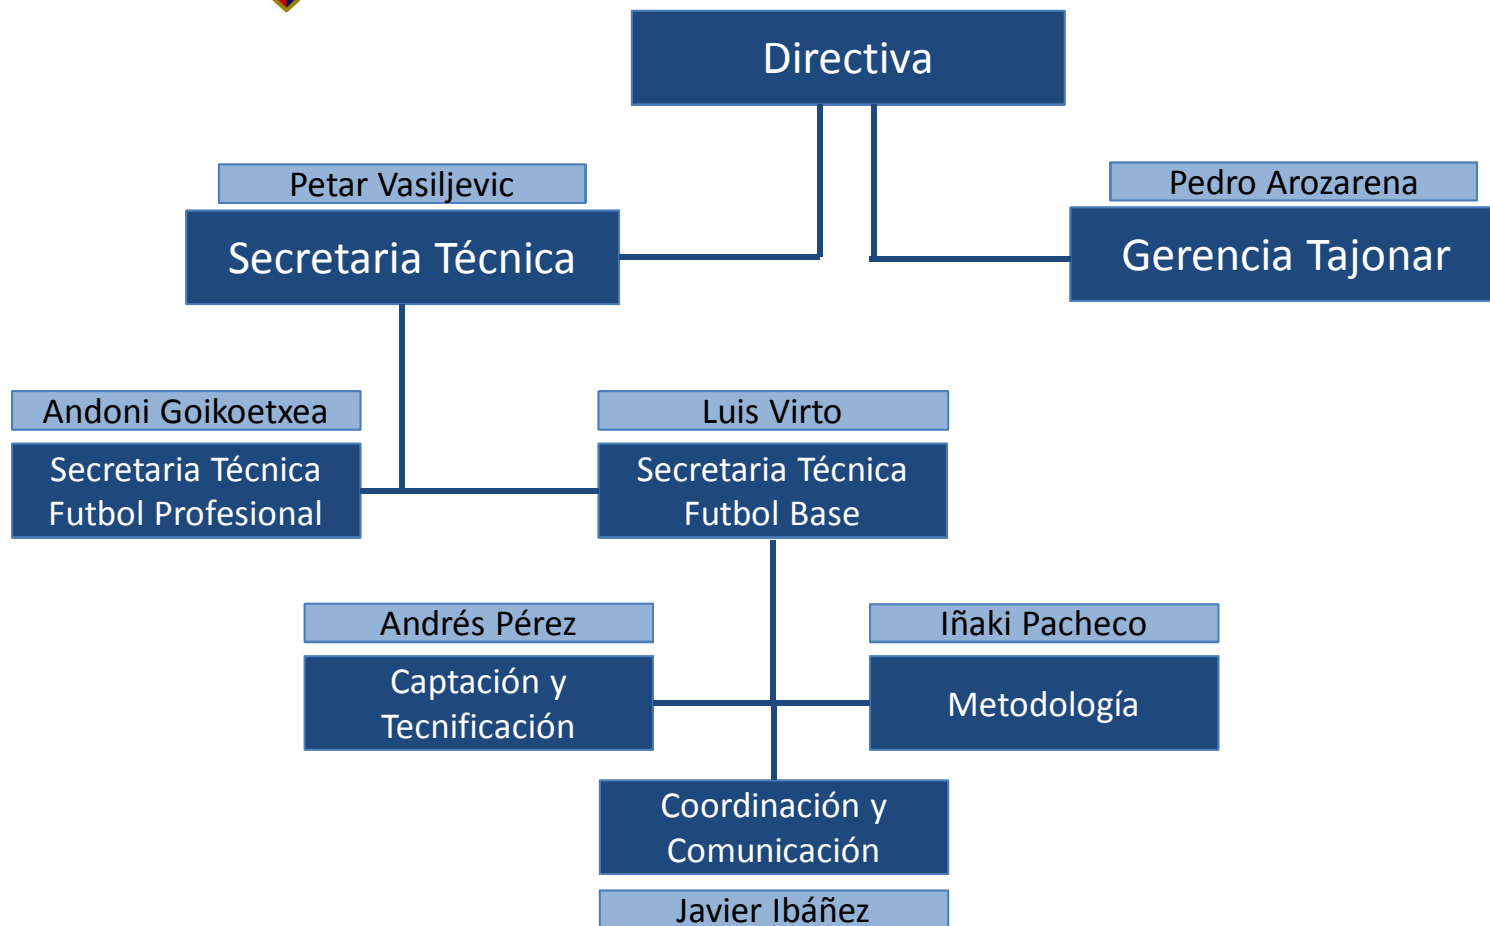 Directiva
Petar Vasiljevic
Pedro Arozarena
Secretaria Técnica
Gerencia Tajonar
Andoni Goikoetxea
Luis Virto
Secretaria Técnica
Futbol Profesional
Secretaria Técnica
Futbol Base
Andrés Pérez
Iñaki Pacheco
Captación y
Tecnificación
Metodología
Coordinación y
Comunicación
Javier Ibáñez